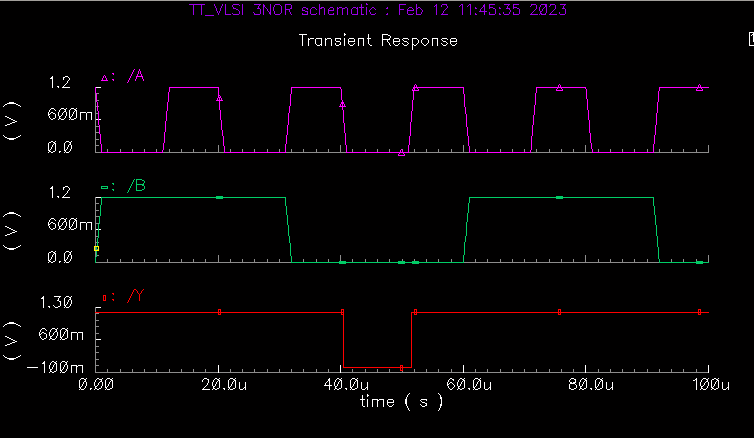 TT_VLSI 3NOR schematic : Feb 12 11:45:35 2023
Transient Response
: /A
1.2
600m
0.0
(V)
: /B
1.2
600m
0.0
(V)
: /Y
1.30
600m
-100m
(V)
0.00 20.0u 40.0u 60.0u 80.0u 100u
time ( s )